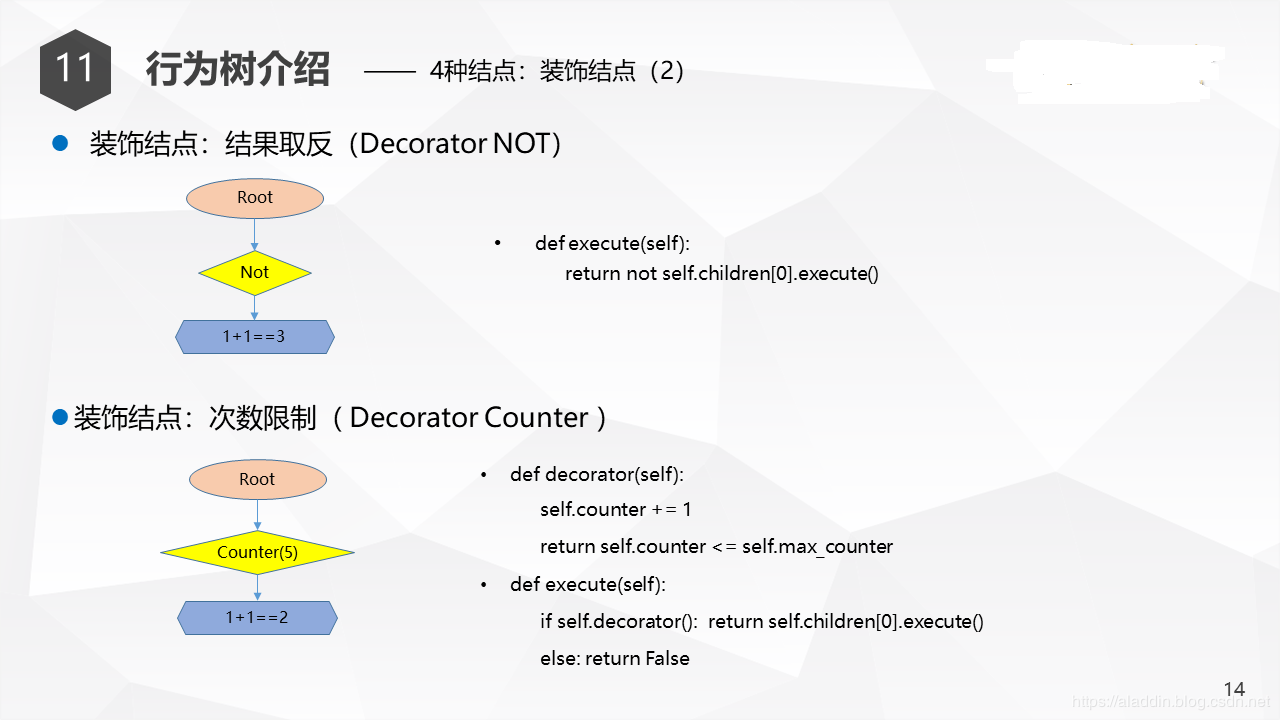 11
行为树介绍 —— 4种结点：装饰结点（2）
● 装饰结点：结果取反（Decorator NOT）
Root
Not
1+1==3
• def execute(self):
return not self.children[0].execute()
● 装饰结点：次数限制（ Decorator Counter ）
Root
Counter(5)
1+1==2
• def decorator(self):
self.counter += 1
return self.counter <= self.max_counter
• def execute(self):
if self.decorator(): return self.children[0].execute()
else: return False
14
https://aladdin.blog.csdn.net